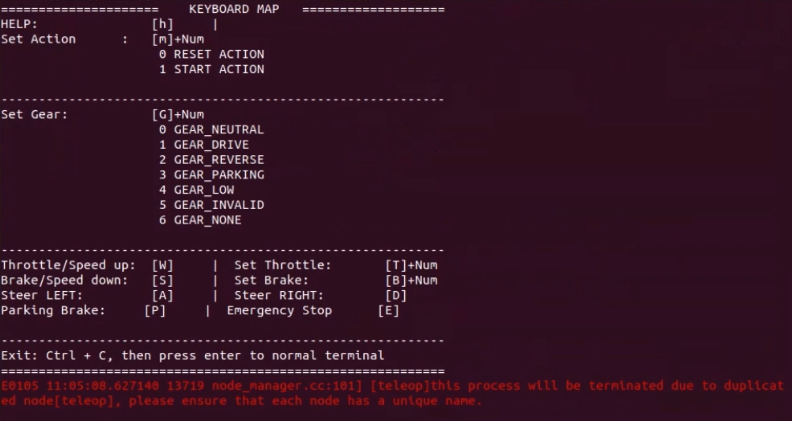 =====================    KEYBOARD MAP   ===================
HELP:               [h]     |
Set Action      :   [m]+Num
                     0 RESET ACTION
                     1 START ACTION
-----------------------------------------------------------
Set Gear:           [G]+Num
                     0 GEAR_NEUTRAL
                     1 GEAR_DRIVE
                     2 GEAR_REVERSE
                     3 GEAR_PARKING
                     4 GEAR_LOW
                     5 GEAR_INVALID
                     6 GEAR_NONE
-----------------------------------------------------------
Throttle/Speed up:  [W]     |  Set Throttle:       [T]+Num
Brake/Speed down:   [S]     |  Set Brake:          [B]+Num
Steer LEFT:         [A]     |  Steer RIGHT:        [D]
Parking Brake:     [P]     |  Emergency Stop      [E]
-----------------------------------------------------------
Exit: Ctrl + C, then press enter to normal terminal
===========================================================
E0105 11:05:08.627140 13719 node_manager.cc:101] [teleop]this process will be terminated due to duplicat
ed node[teleop], please ensure that each node has a unique name.